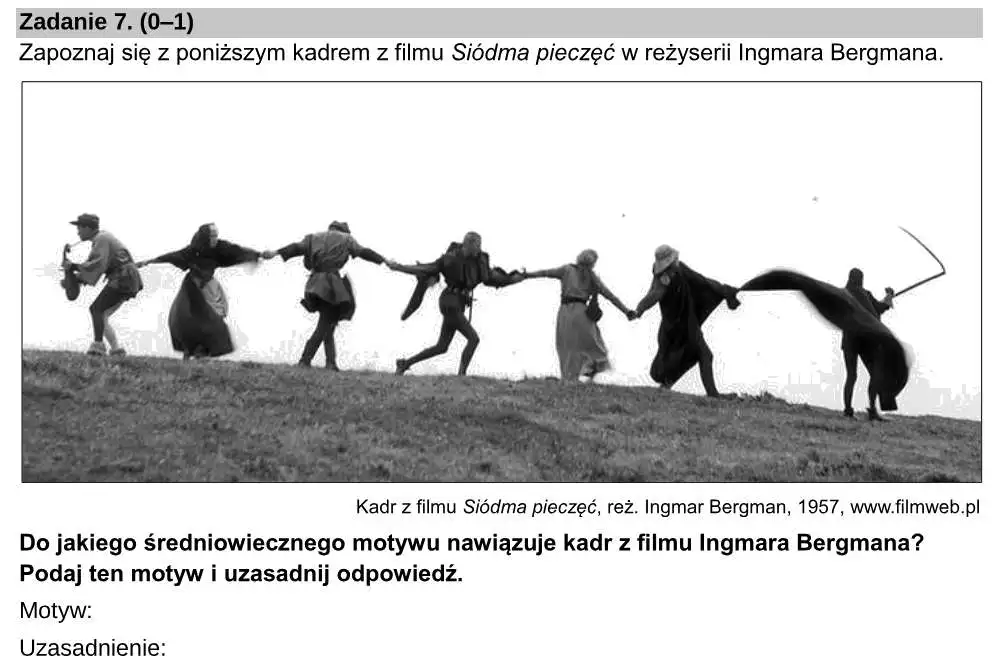 Zadanie 7. (0–1)
Zapoznaj się z poniższym kadrem z filmu Siódma pieczęć w reżyserii Ingmara Bergmana.
Kadr z filmu Siódma pieczęć, reż. Ingmar Bergman, 1957, www.filmweb.pl
Do jakiego średniowiecznego motywu nawiązuje kadr z filmu Ingmara Bergmana?
Podaj ten motyw i uzasadnij odpowiedź.
Motyw:
Uzasadnienie: